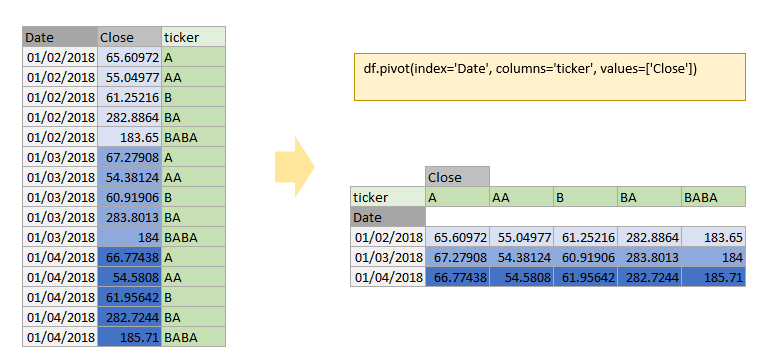 Date Close ticker
01/02/2018 65.60972 A
01/02/2018 55.04977 AA
01/02/2018 61.25216 B
01/02/2018 282.8864 BA
01/02/2018 183.65 BABA
01/03/2018 67.27908 A
01/03/2018 54.38124 AA
01/03/2018 60.91906 B
01/03/2018 283.8013 BA
01/03/2018 184 BABA
01/04/2018 66.77438 A
01/04/2018 54.5808 AA
01/04/2018 61.95642 B
01/04/2018 282.7244 BA
01/04/2018 185.71 BABA
df.pivot(index='Date', columns='ticker', values=['Close'])
Close
ticker A AA B BA BABA
Date
01/02/2018 65.60972 55.04977 61.25216 282.8864 183.65
01/03/2018 67.27908 54.38124 60.91906 283.8013 184
01/04/2018 66.77438 54.5808 61.95642 282.7244 185.71